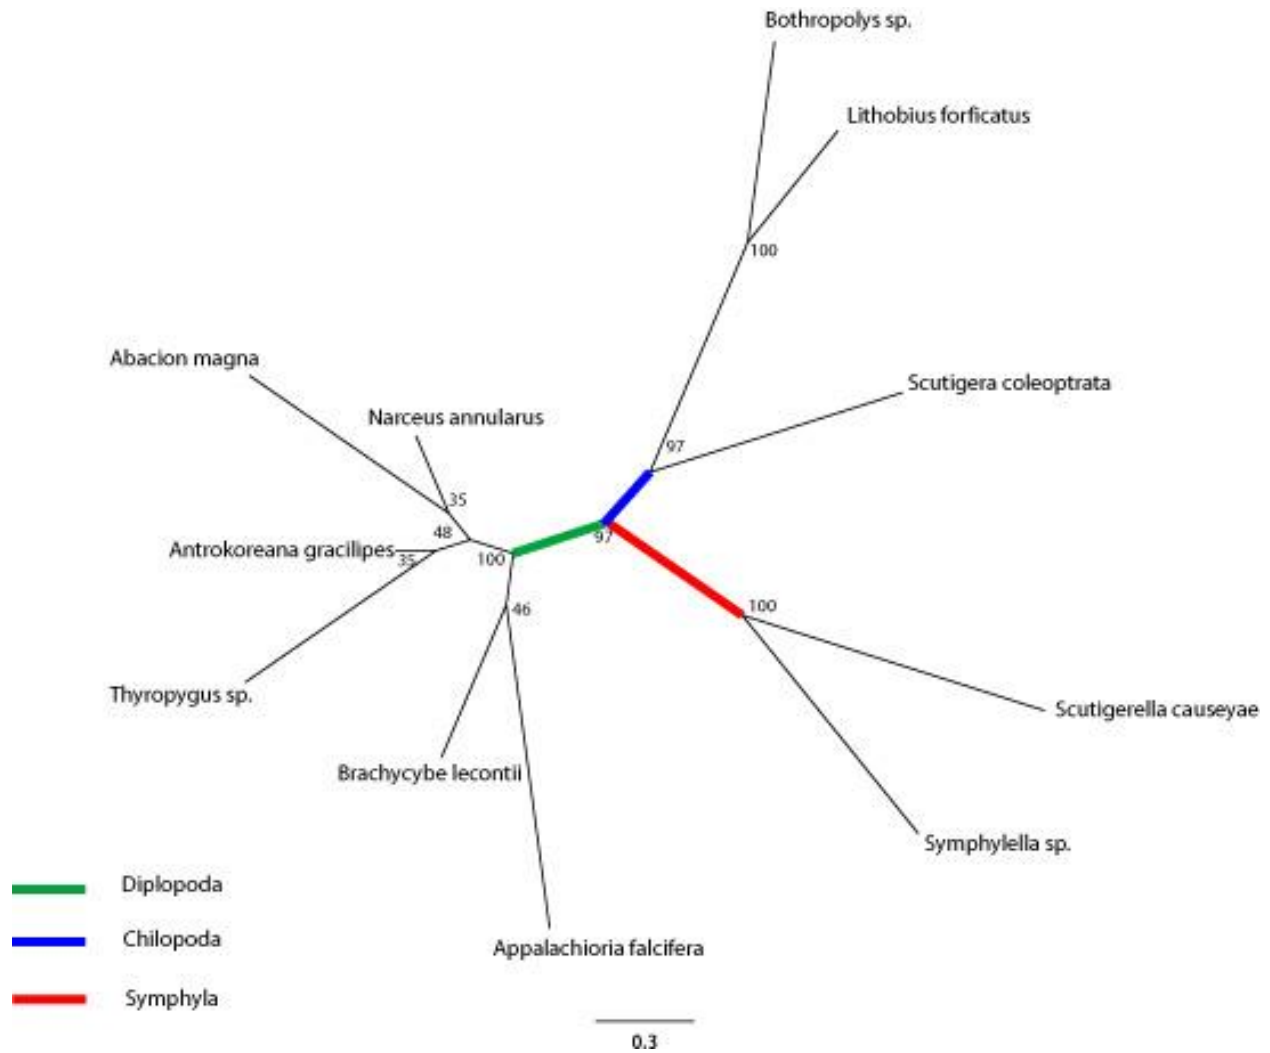 Bothropolys sp.
Lithobius forficatus
100
Abacion magna
Scutigera coleoptrata
Narceus annularus
97
35
48
97
Antrokoreana gracilipes
35
100
46
100
Thyropygus sp.
Scutigerella causeyae
Brachycybe lecontii
Symphylella sp.
Diplopoda
Chilopoda
Appalachioria falcifera
Symphyla
0.3